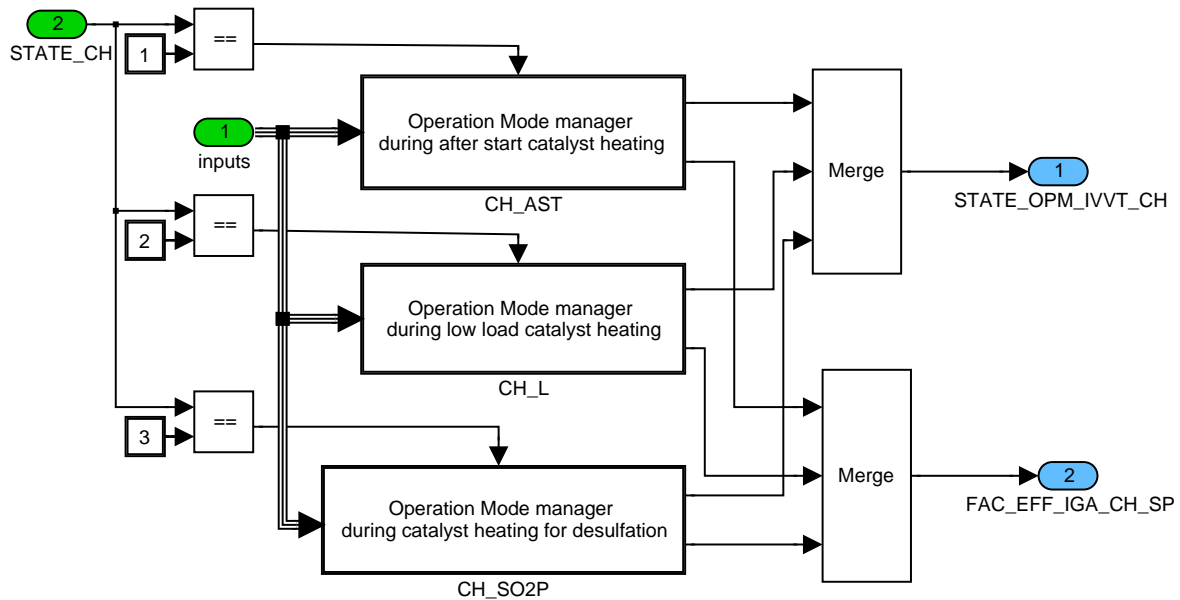 2
STATE_CH
==
1
Operation Mode manager
during after start catalyst heating
CH_AST
1
inputs
Merge
1
STATE_OPM_IVVT_CH
==
2
Operation Mode manager
during low load catalyst heating
CH_L
==
3
Operation Mode manager
during catalyst heating for desulfation
CH_SO2P
Merge
2
FAC_EFF_IGA_CH_SP